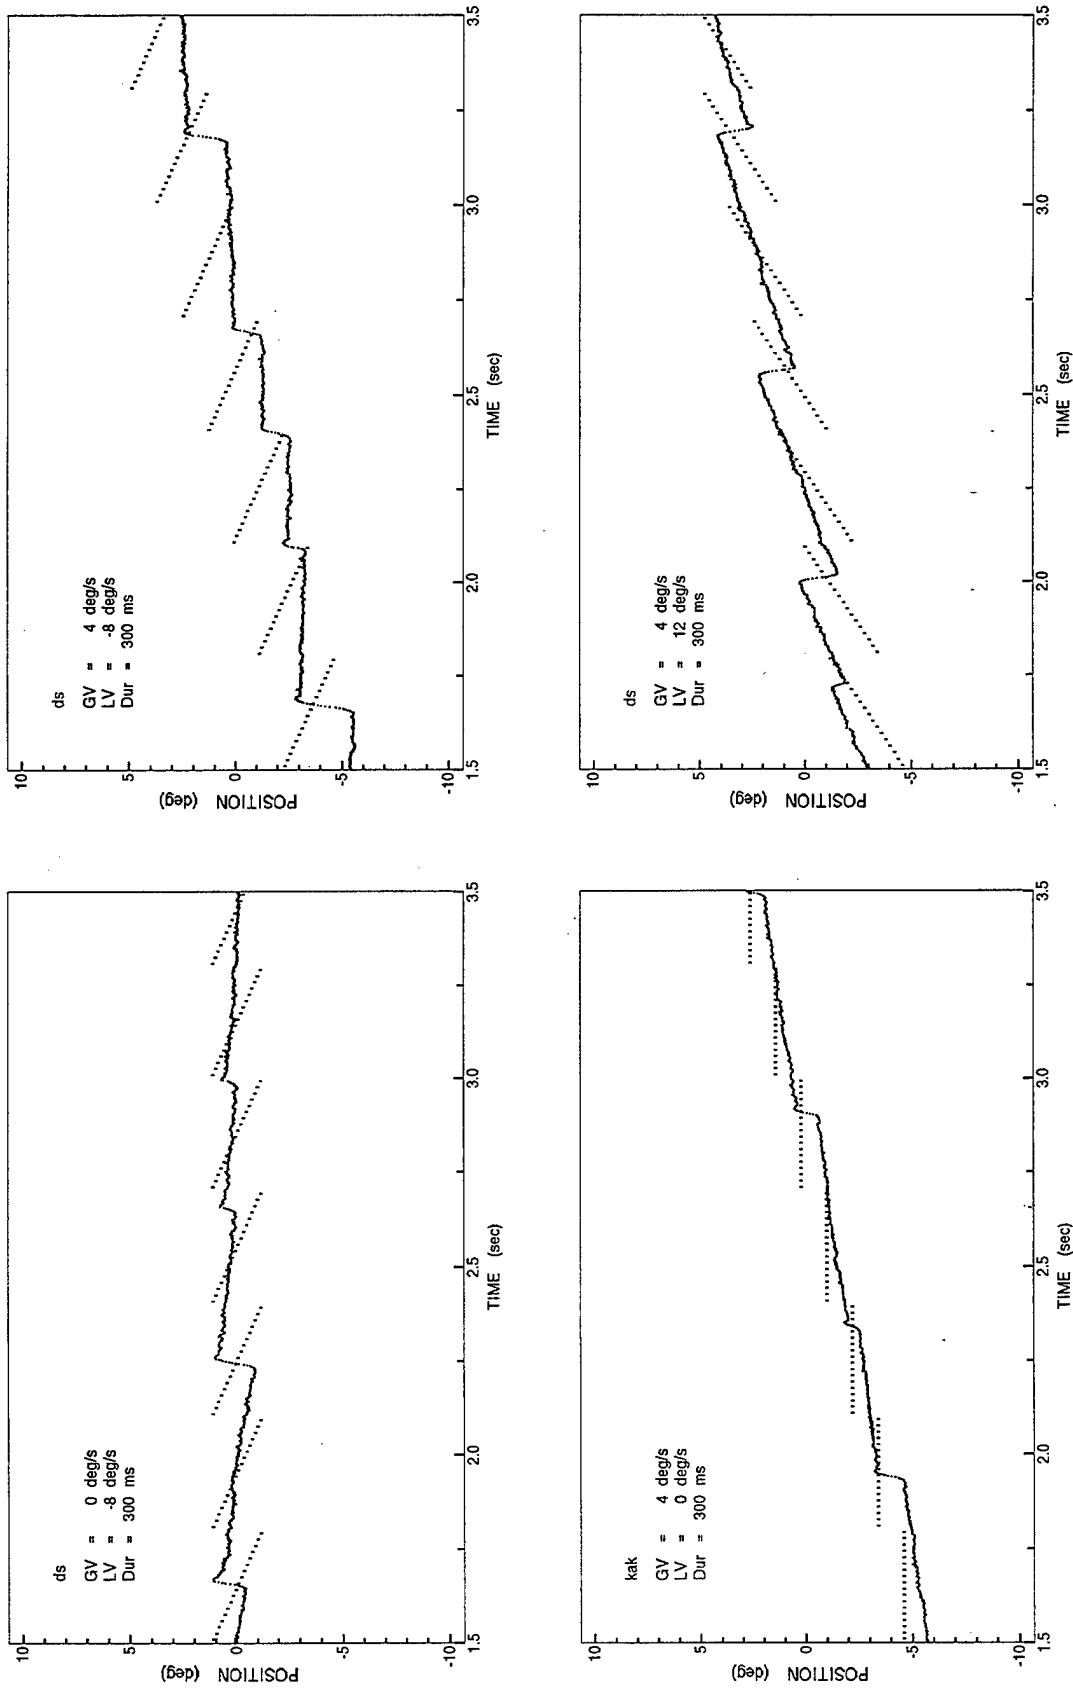 ds
GV = 0 deg/s
LV = -8 deg/s
Dur = 300 ms
POSITION (deg)
10
5
0
-5
-10
1.5 2.0 2.5 3.0 3.5
TIME (sec)
ds
GV = 4 deg/s
LV = -8 deg/s
Dur = 300 ms
POSITION (deg)
10
5
0
-5
-10
1.5 2.0 2.5 3.0 3.5
TIME (sec)
kak
GV = 4 deg/s
LV = 0 deg/s
Dur = 300 ms
POSITION (deg)
10
5
0
-5
-10
1.5 2.0 2.5 3.0 3.5
TIME (sec)
ds
GV = 4 deg/s
LV = 12 deg/s
Dur = 300 ms
POSITION (deg)
10
5
0
-5
-10
1.5 2.0 2.5 3.0 3.5
TIME (sec)